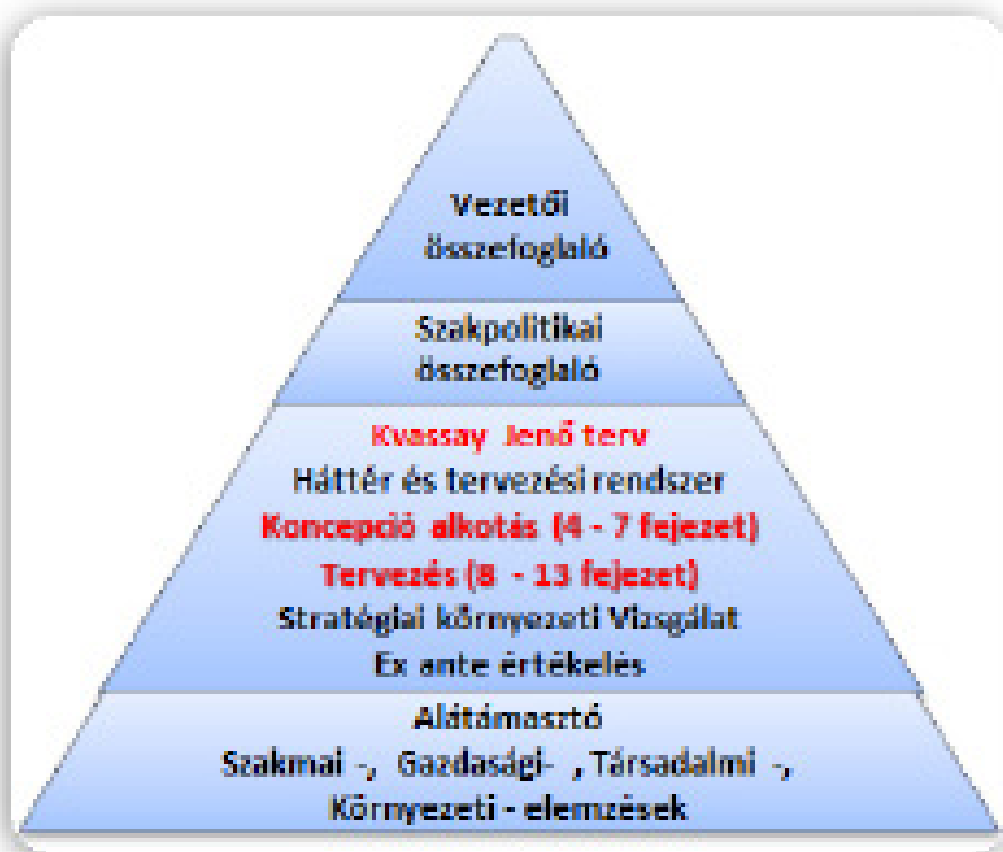 Vezetői
összefoglaló
Szakpolitikai
összefoglaló
Kvassay Jenő terv
Háttér és tervezési rendszer
Koncepció alkotás (4 - 7 fejezet)
Tervezés (8 - 13 fejezet)
Stratégiai környezeti Vizsgálat
Ex ante értékelés
Alátámasztó
Szakmai -, Gazdasági- , Társadalmi -,
Környezeti - elemzések